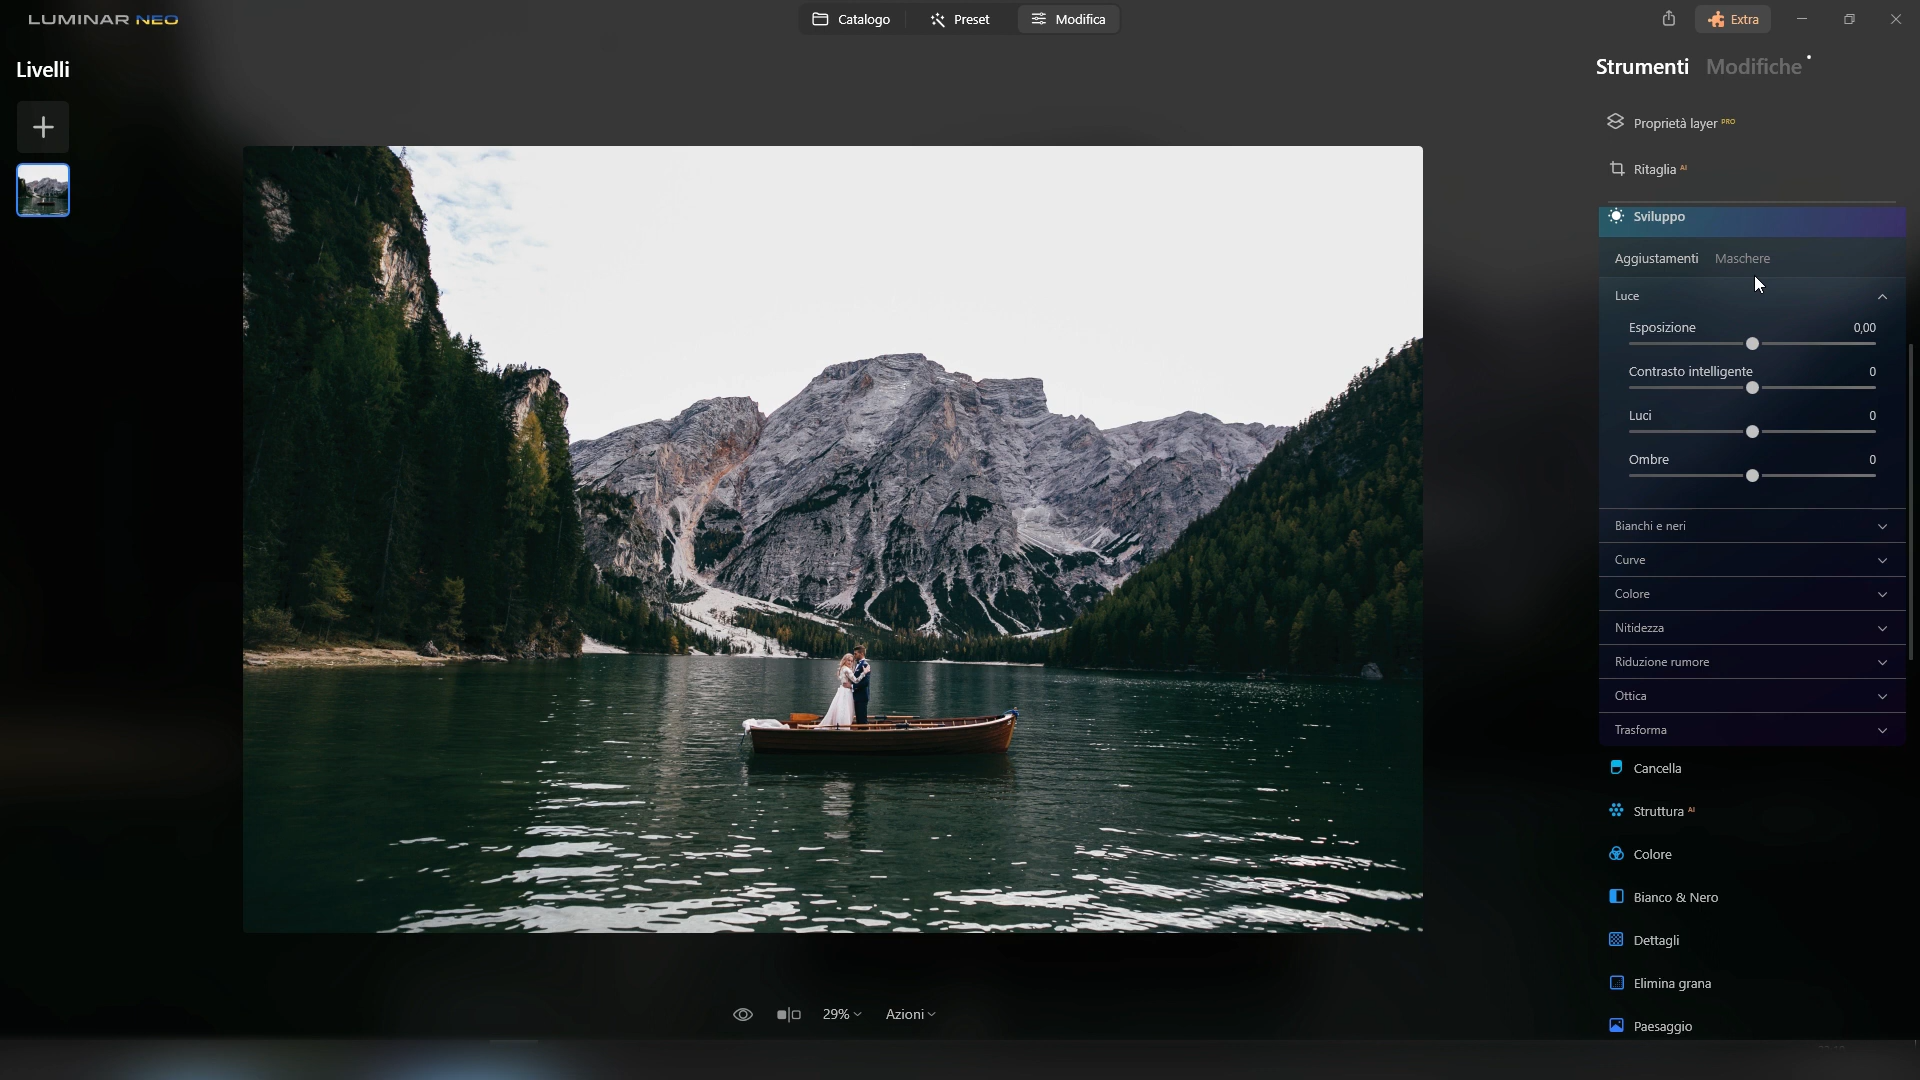 LUMINAR NEO
Catalogo
Preset
Modifica
Extra
Livelli
Strumenti
Modifiche
Proprietà layer PRO
Ritaglia AI
Sviluppo
Aggiustamenti
Maschere
Luce
Esposizione 0,00
Contrasto intelligente 0
Luci 0
Ombre 0
Bianchi e neri
Curve
Colore
Nitidezza
Riduzione rumore
Ottica
Trasforma
Cancella
Struttura AI
Colore
Bianco & Nero
Dettagli
Elimina grana
Paesaggio
29%
Azioni